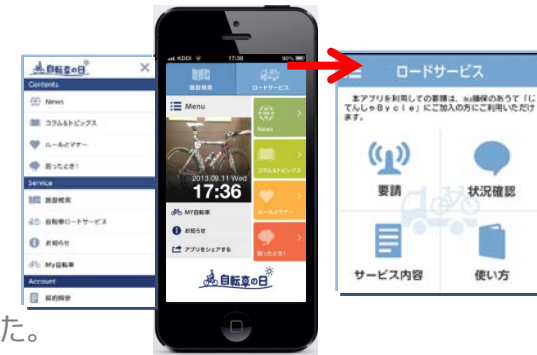 自転車の日
Contents
News
コラム&トピックス
ルールとマナー
困ったとき!
Service
施設検索
自転車ロードサービス
お知らせ
My自転車
Account
契約照会
た。
KDDI 17:38 90%
施設検索
ロードサービス
Menu
News
コラム&トピックス
2013.09.11 Wed
17:36
ルールとマナー
MY自転車
お知らせ
困ったとき!
アプリをシェアする
自転車の日
ロードサービス
本アプリを利用しての要請は、au損保のあうて「じ
てんしゃBycle」にご加入の方にご利用いただけ
ます。
要請
状況確認
サービス内容
使い方